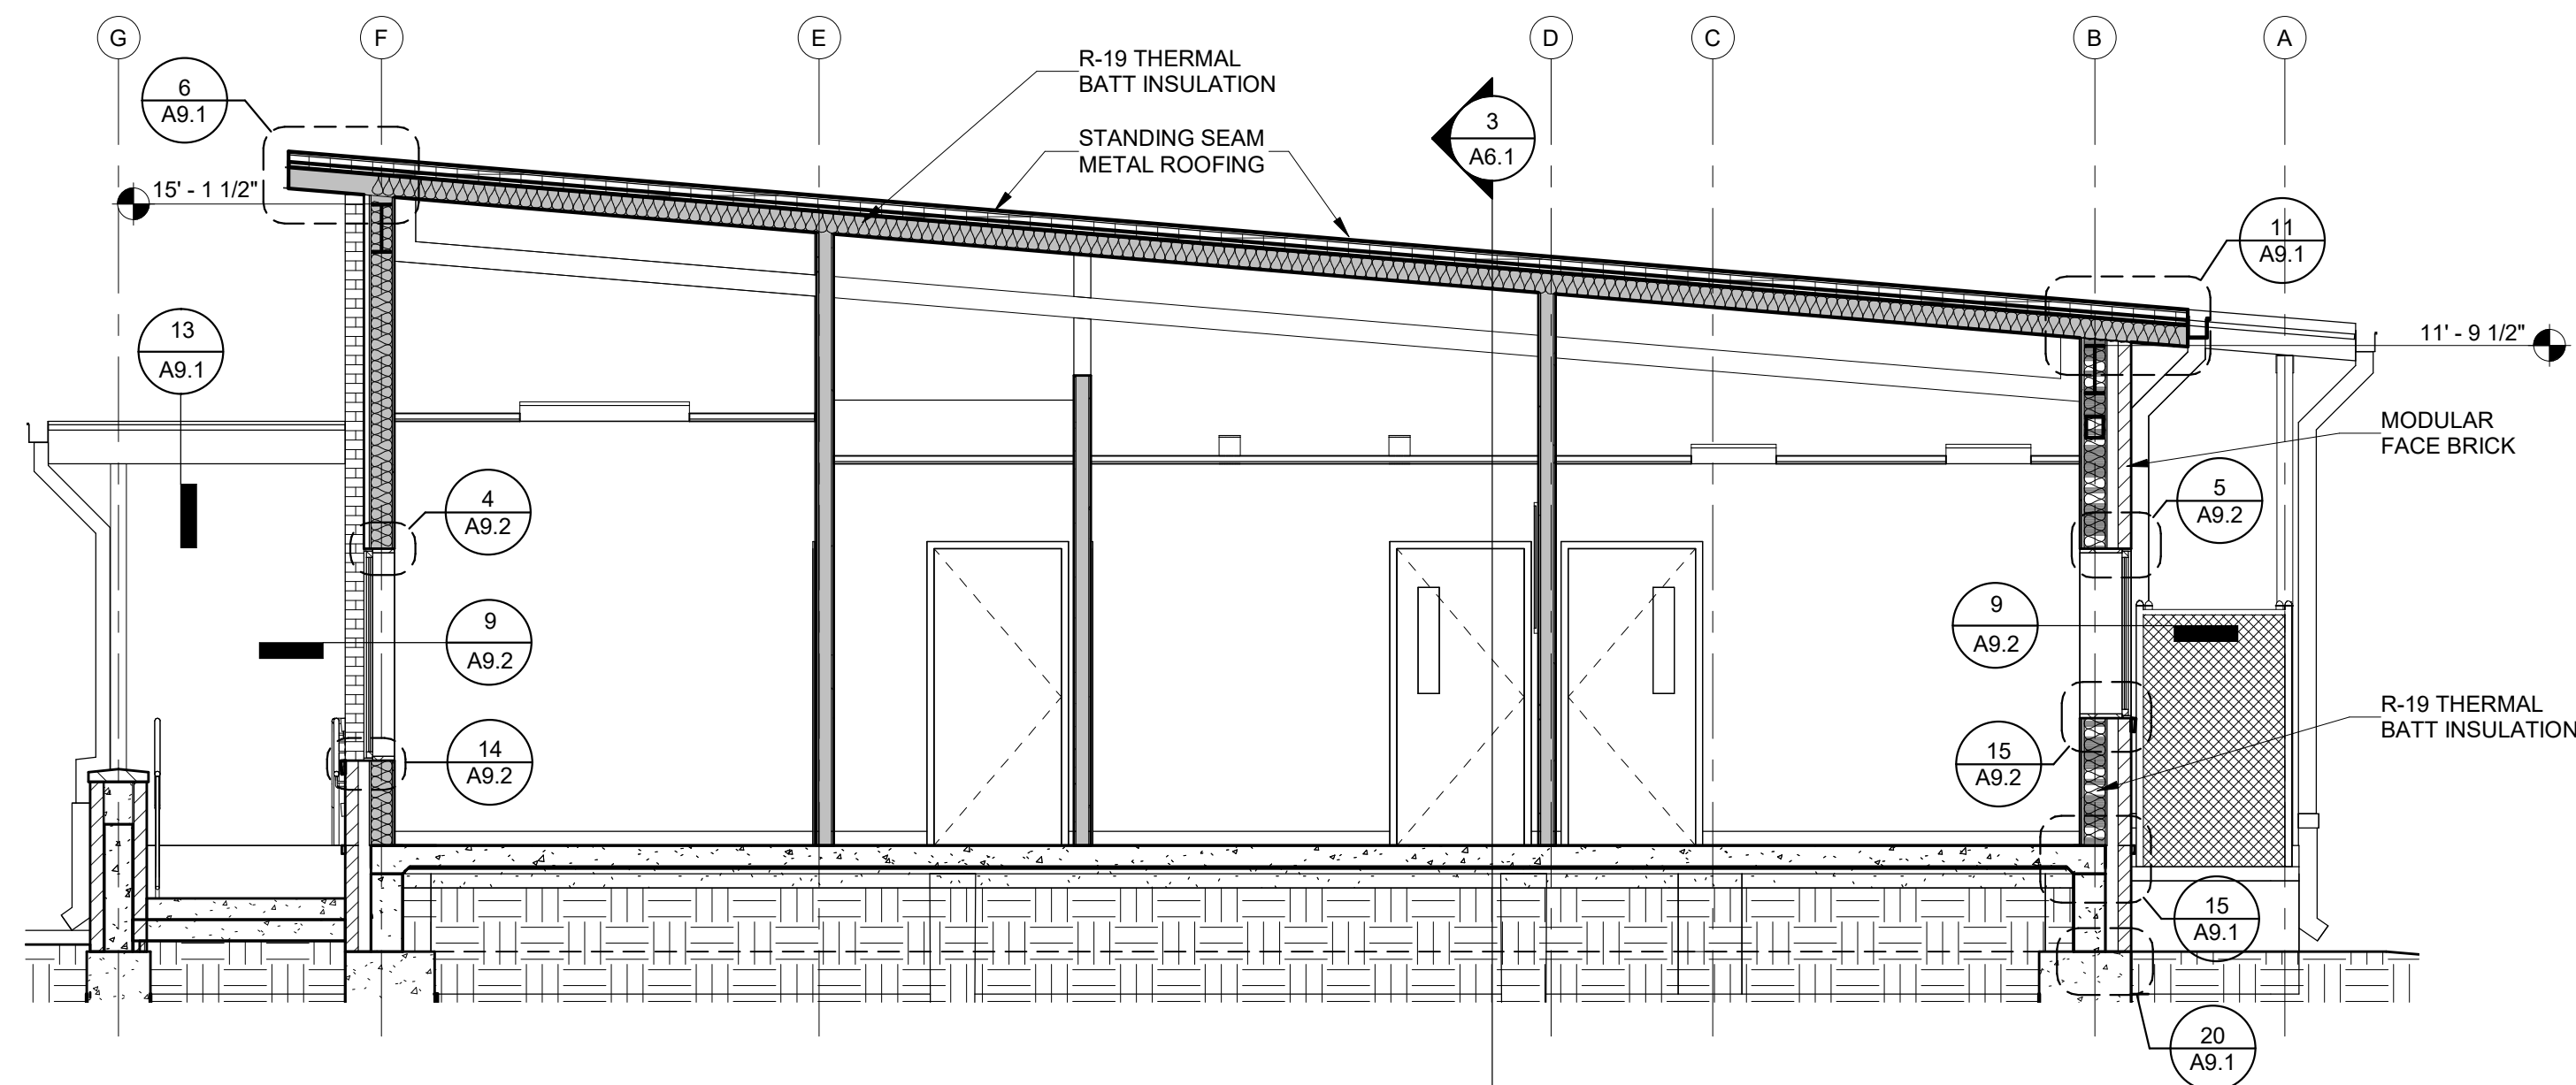 G
F
E
D
C
B
A
R-19 THERMAL
BATT INSULATION
6
A9.1
3
A6.1
STANDING SEAM
METAL ROOFING
15' - 1 1/2"
11
A9.1
11' - 9 1/2"
13
A9.1
MODULAR
FACE BRICK
4
A9.2
5
A9.2
9
A9.2
9
A9.2
R-19 THERMAL
BATT INSULATION
14
A9.2
15
A9.2
15
A9.1
20
A9.1